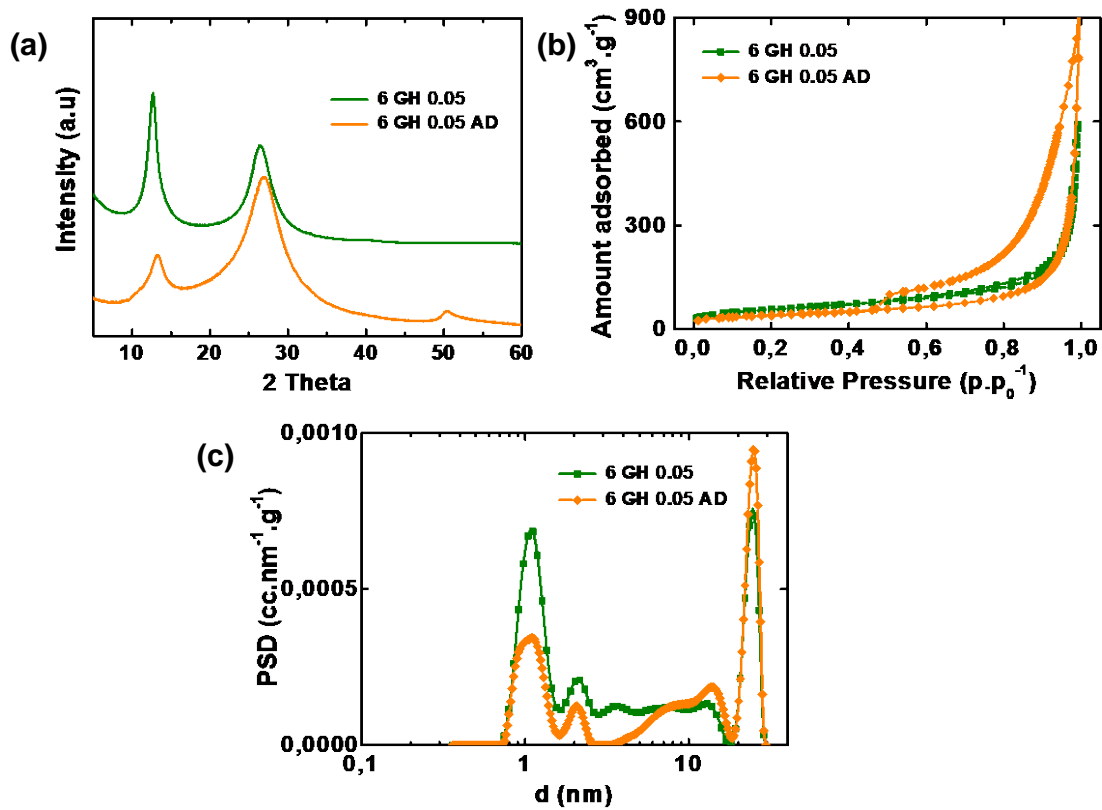 (a)
Intensity (a.u)
6 GH 0.05
6 GH 0.05 AD
10 20 30 40 50 60
2 Theta
(b)
Amount adsorbed (cm³.g⁻¹)
900
600
300
0
6 GH 0.05
6 GH 0.05 AD
0,0 0,2 0,4 0,6 0,8 1,0
Relative Pressure (p.p₀⁻¹)
(c)
PSD (cc.nm⁻¹.g⁻¹)
0,0010
0,0005
0,0000
6 GH 0.05
6 GH 0.05 AD
0,1 1 10
d (nm)